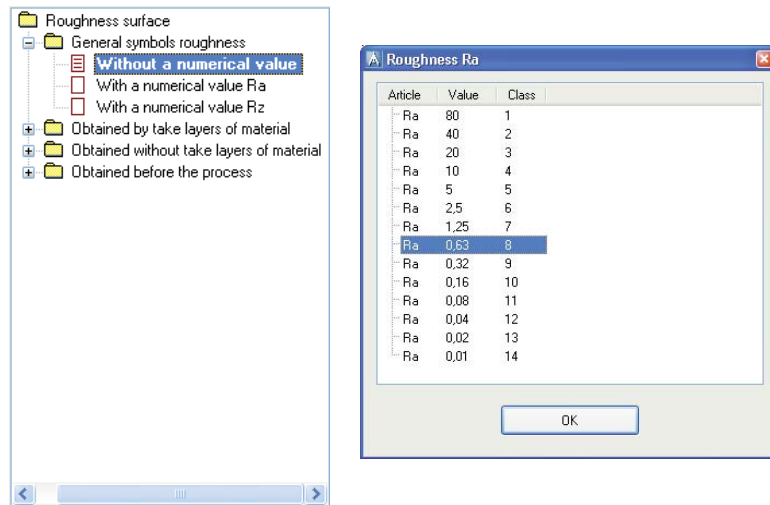 Roughness surface
General symbols roughness
Without a numerical value
With a numerical value Ra
With a numerical value Rz
Obtained by take layers of material
Obtained without take layers of material
Obtained before the process
Roughness Ra
Article Value Class
Ra 80 1
Ra 40 2
Ra 20 3
Ra 10 4
Ra 5 5
Ra 2,5 6
Ra 1,25 7
Ra 0,63 8
Ra 0,32 9
Ra 0,16 10
Ra 0,08 11
Ra 0,04 12
Ra 0,02 13
Ra 0,01 14
OK